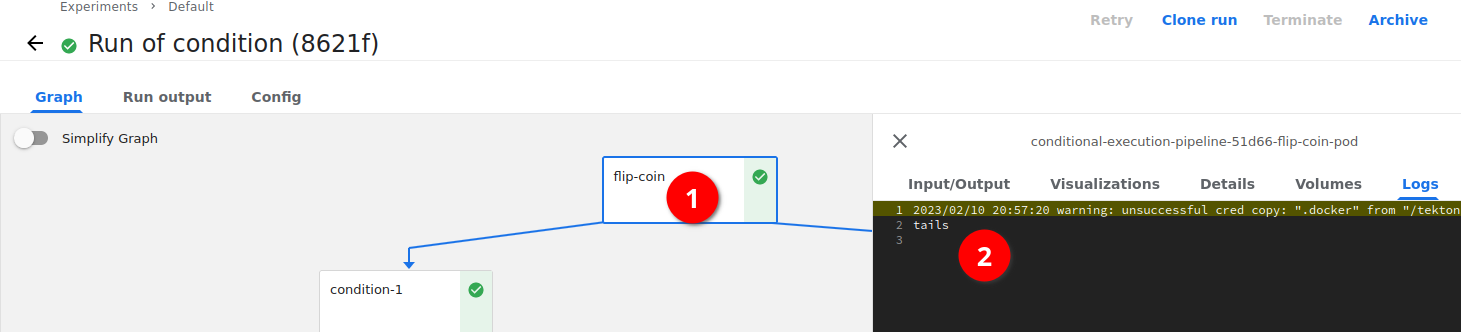 Experiments > Default
Retry Clone run Terminate Archive
Run of condition (8621f)
Graph Run output Config
Simplify Graph
flip-coin
1
condition-1
conditional-execution-pipeline-51d66-flip-coin-pod
Input/Output Visualizations Details Volumes Logs
1 2023/02/10 20:57:20 warning: unsuccessful cred copy: ".docker" from "/tekton
2 tails
3
2